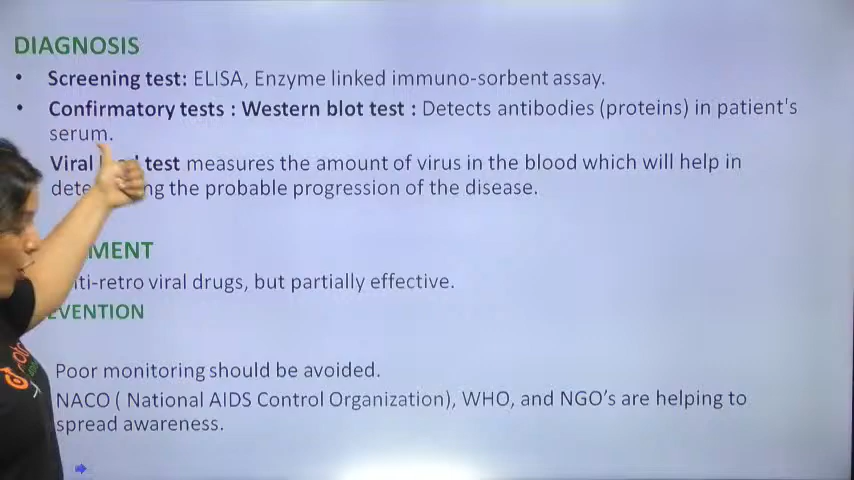 DIAGNOSIS
• Screening test: ELISA, Enzyme linked immuno-sorbent assay.
• Confirmatory tests : Western blot test : Detects antibodies (proteins) in patient's
serum.
Viral test measures the amount of virus in the blood which will help in
the probable progression of the disease.
MENT
ti-retro viral drugs, but partially effective.
VENTION
Poor monitoring should be avoided.
NACO ( National AIDS Control Organization), WHO, and NGO's are helping to
spread awareness.